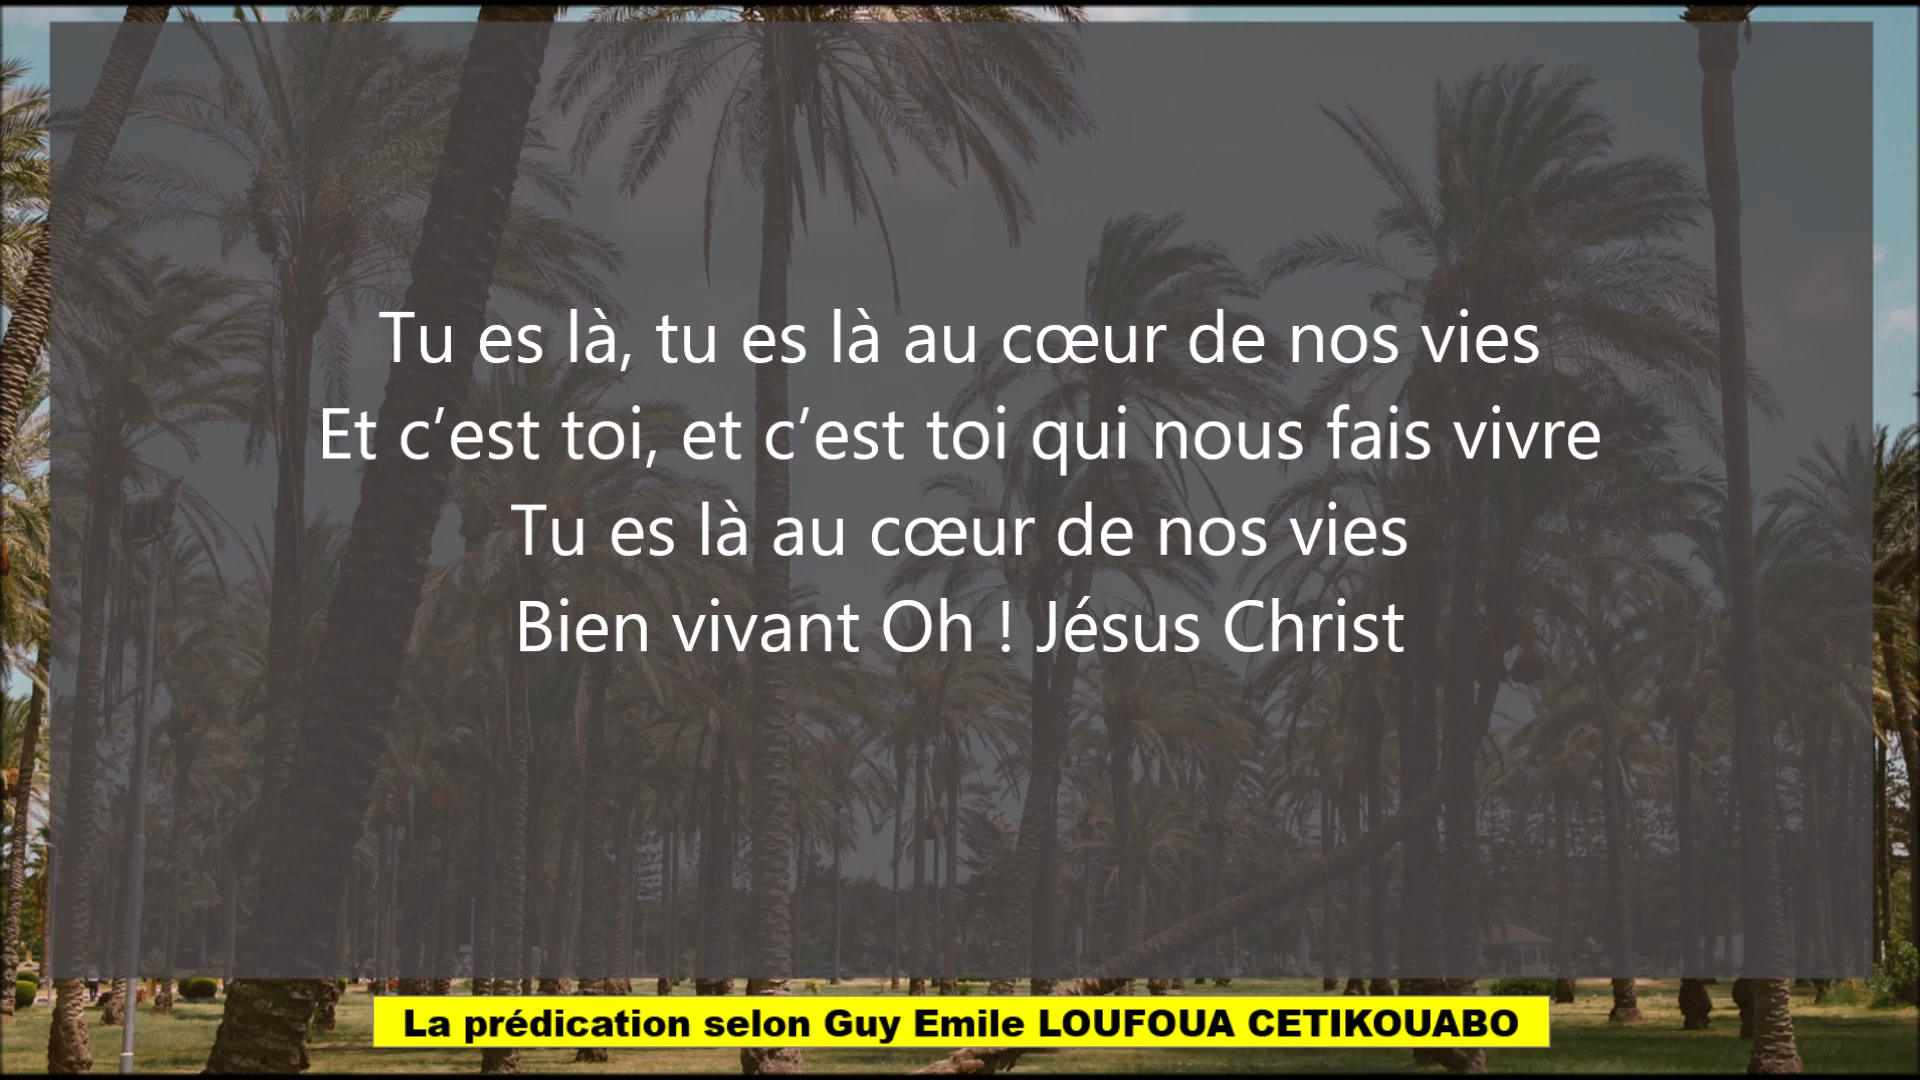 Tu es là, tu es là au cœur de nos vies
Et c’est toi, et c’est toi qui nous fais vivre
Tu es là au cœur de nos vies
Bien vivant Oh ! Jésus Christ
La prédication selon Guy Emile LOUFOUA CETIKOUABO